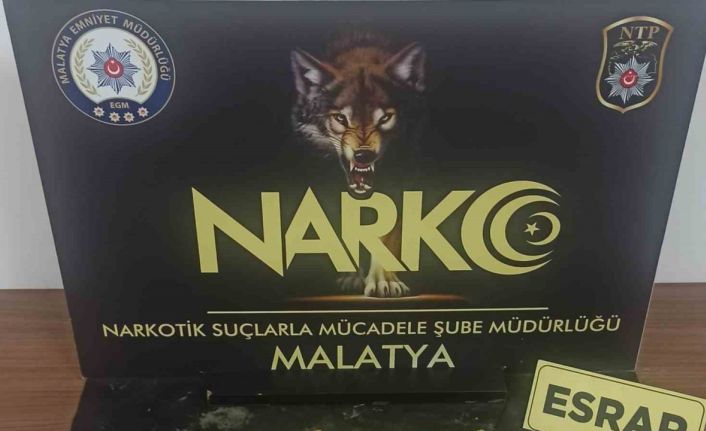 MALATYA EMNİYET MÜDÜRLÜĞÜ
EGM
NTP
NARKO
NARKOTİK SUÇLARLA MÜCADELE ŞUBE MÜDÜRLÜĞÜ
MALATYA
ESRAR